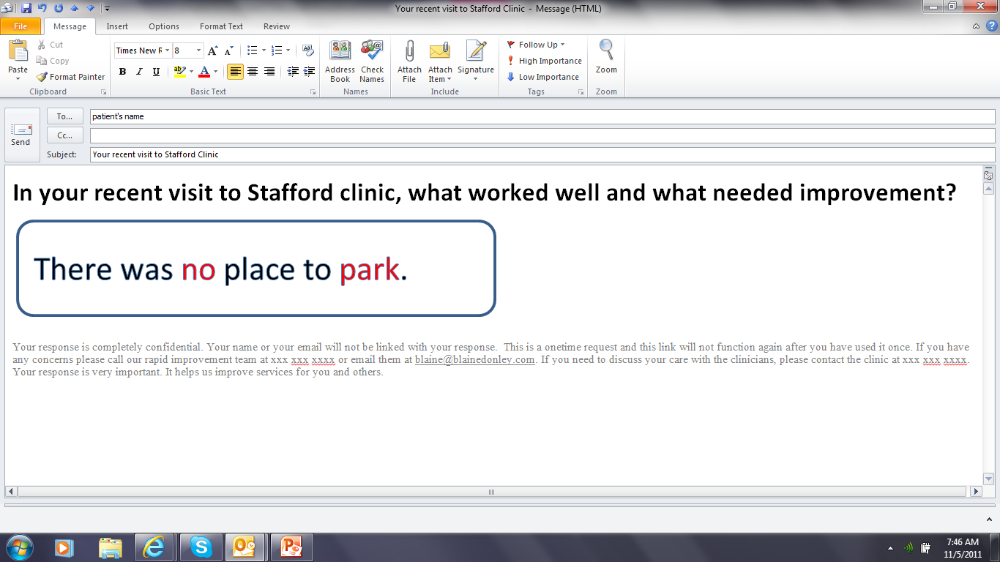 Your recent visit to Stafford Clinic - Message (HTML)
File Message Insert Options Format Text Review
Paste
Cut
Copy
Format Painter
Clipboard
Times New R 8
B I U
Basic Text
Address Book
Check Names
Names
Attach File
Attach Item
Signature
Include
Follow Up
High Importance
Low Importance
Tags
Zoom
Zoom
Send
To... patient's name
Cc...
Subject: Your recent visit to Stafford Clinic
In your recent visit to Stafford clinic, what worked well and what needed improvement?
There was no place to park.
Your response is completely confidential. Your name or your email will not be linked with your response. This is a onetime request and this link will not function again after you have used it once. If you have
any concerns please call our rapid improvement team at xxx xxx xxxx or email them at blaine@blainedonley.com. If you need to discuss your care with the clinicians, please contact the clinic at xxx xxx xxxx.
Your response is very important. It helps us improve services for you and others.
7:46 AM
11/5/2011